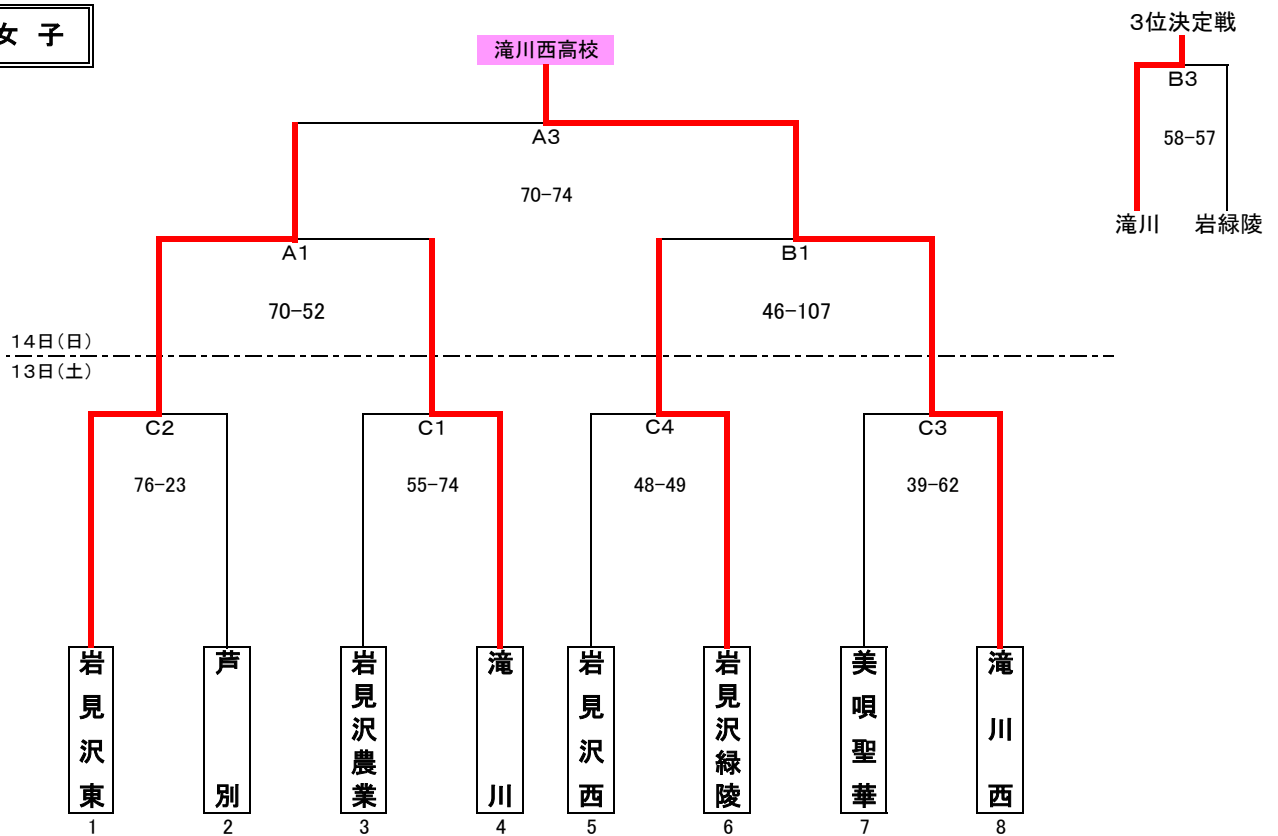 女 子
3位決定戦
滝川西高校
B3
A3
58-57
70-74
滝川 岩緑陵
A1 B1
70-52 46-107
14日(日)
13日(土)
C2 C1 C4 C3
76-23 55-74 48-49 39-62
岩見沢東
芦別
岩見沢農業
滝川
岩見沢西
岩見沢緑陵
美唄聖華
滝川西
1 2 3 4 5 6 7 8